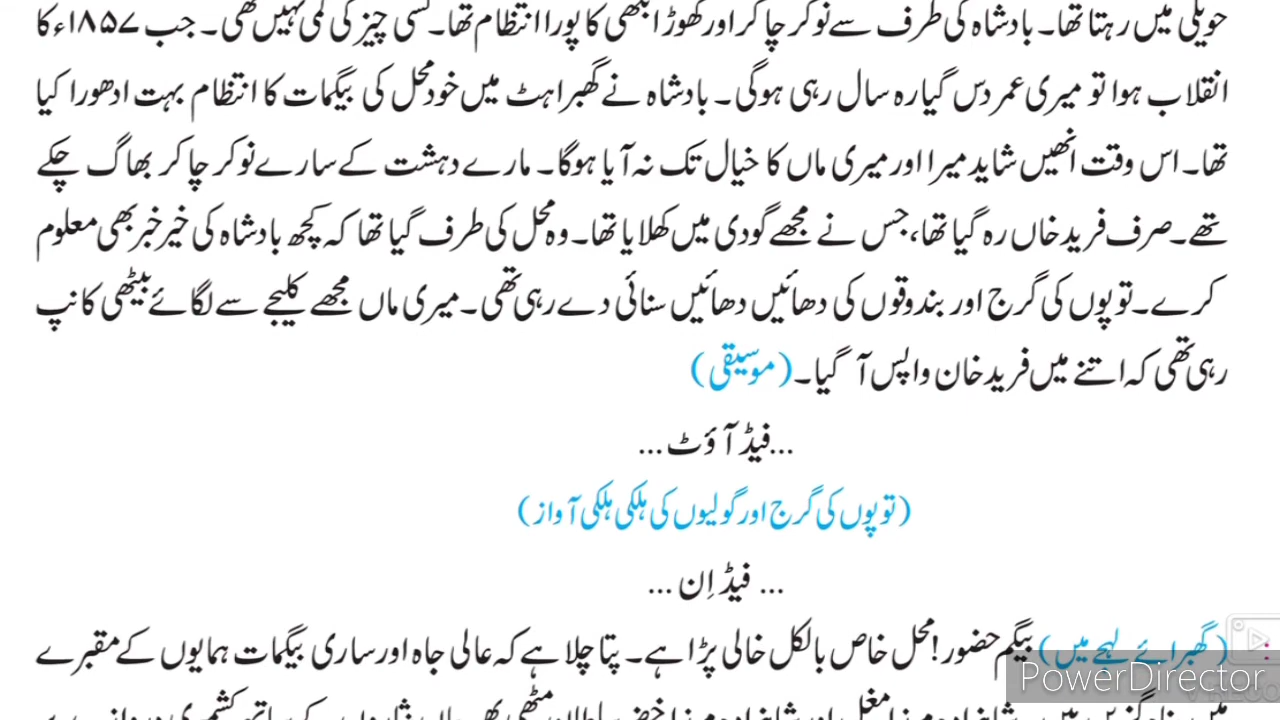 حویلی میں رہتا تھا۔ بادشاہ کی طرف سے نوکر چاکر اور گھوڑا بگھی کا پورا انتظام تھا۔ کسی چیز کی کمی نہیں تھی۔ جب ۱۸۵۷ء کا
انقلاب ہوا تو میری عمر دس گیارہ سال رہی ہوگی۔ بادشاہ نے گھبراہٹ میں خود محل کی بیگمات کا انتظام بہت ادھورا کیا
تھا۔ اس وقت انھیں شاید میرا اور میری ماں کا خیال تک نہ آیا ہوگا۔ مارے دہشت کے سارے نوکر چاکر بھاگ چکے
تھے۔ صرف فرید خاں رہ گیا تھا، جس نے مجھے گودی میں کھلایا تھا۔ وہ محل کی طرف گیا تھا کہ کچھ بادشاہ کی خیر خبر بھی معلوم
کرے۔ توپوں کی گرج اور بندوقوں کی دھائیں دھائیں سنائی دے رہی تھی۔ میری ماں مجھے کلیجے سے لگائے بیٹھی کانپ
رہی تھی کہ اتنے میں فرید خان واپس آ گیا۔ (موسیقی)
...فیڈ آؤٹ ...
(توپوں کی گرج اور گولیوں کی ہلکی ہلکی آواز)
... فیڈ اِن ...
: (گھبرائے لہجے میں) بیگم حضور! محل خاص بالکل خالی پڑا ہے۔ پتا چلا ہے کہ عالی جاہ اور ساری بیگمات ہمایوں کے مقبرے
PowerDirector